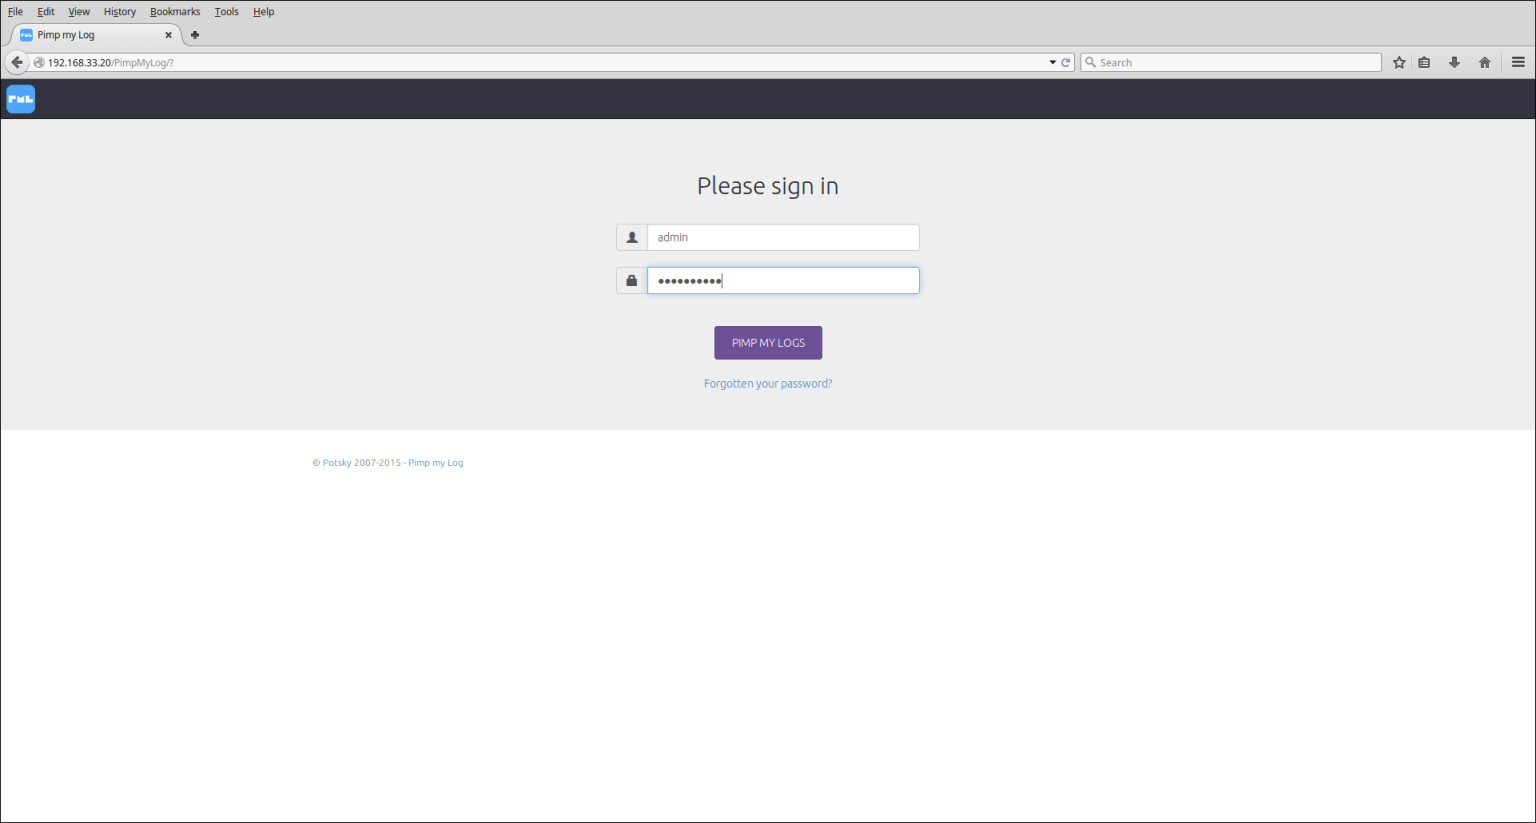 File Edit View History Bookmarks Tools Help
Pimp my Log
192.168.33.20/PimpMyLog/?
Search
PML
Please sign in
admin
••••••••••
PIMP MY LOGS
Forgotten your password?
© Potsky 2007-2015 - Pimp my Log